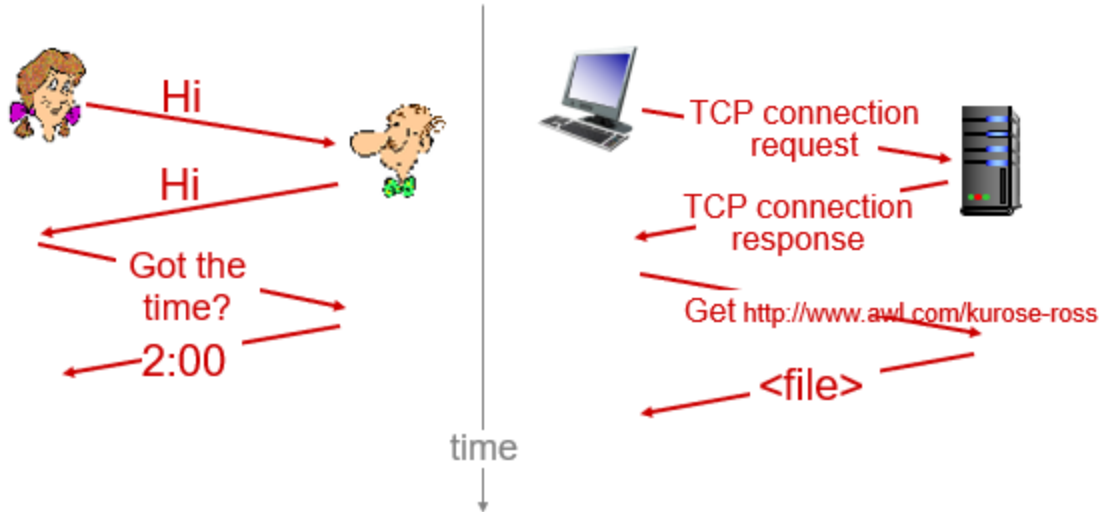 Hi
Hi
Got the
time?
2:00
time
TCP connection
request
TCP connection
response
Get http://www.awl.com/kurose-ross
<file>